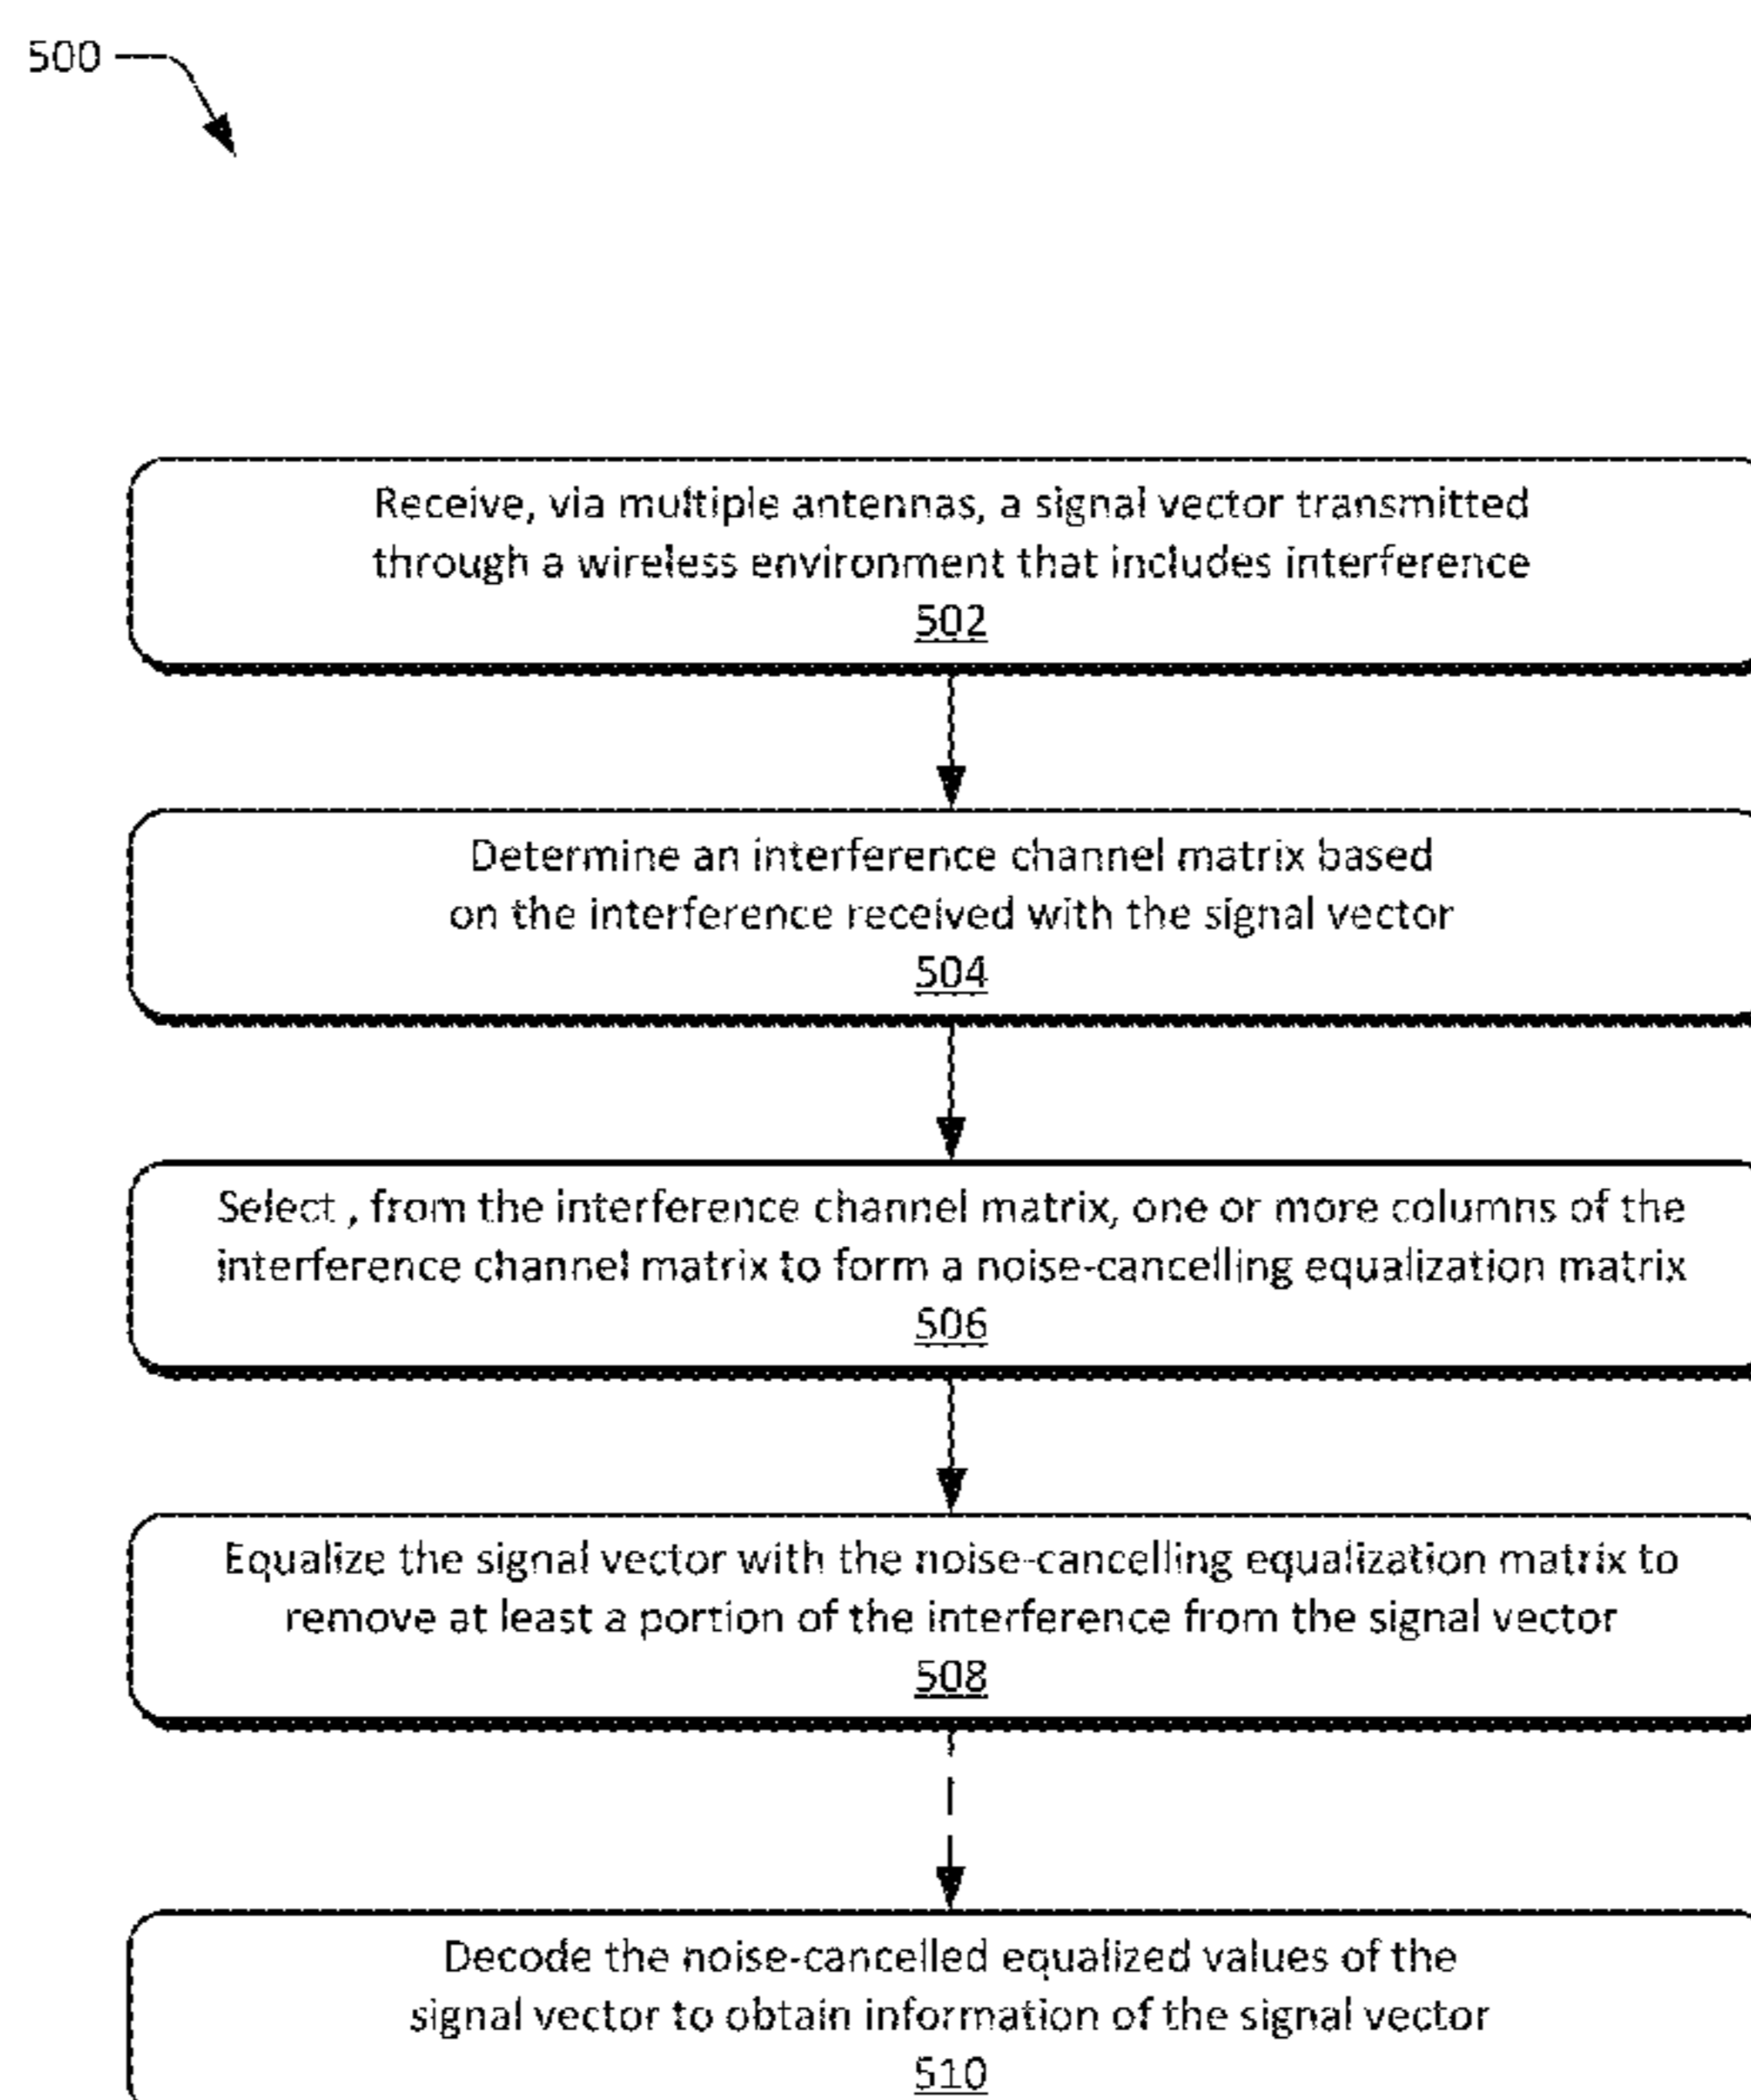 500
Receive, via multiple antennas, a signal vector transmitted
through a wireless environment that includes interference
502
Determine an interference channel matrix based
on the interference received with the signal vector
504
Select , from the interference channel matrix, one or more columns of the
interference channel matrix to form a noise-cancelling equalization matrix
506
Equalize the signal vector with the noise-cancelling equalization matrix to
remove at least a portion of the interference from the signal vector
508
Decode the noise-cancelled equalized values of the
signal vector to obtain information of the signal vector
510